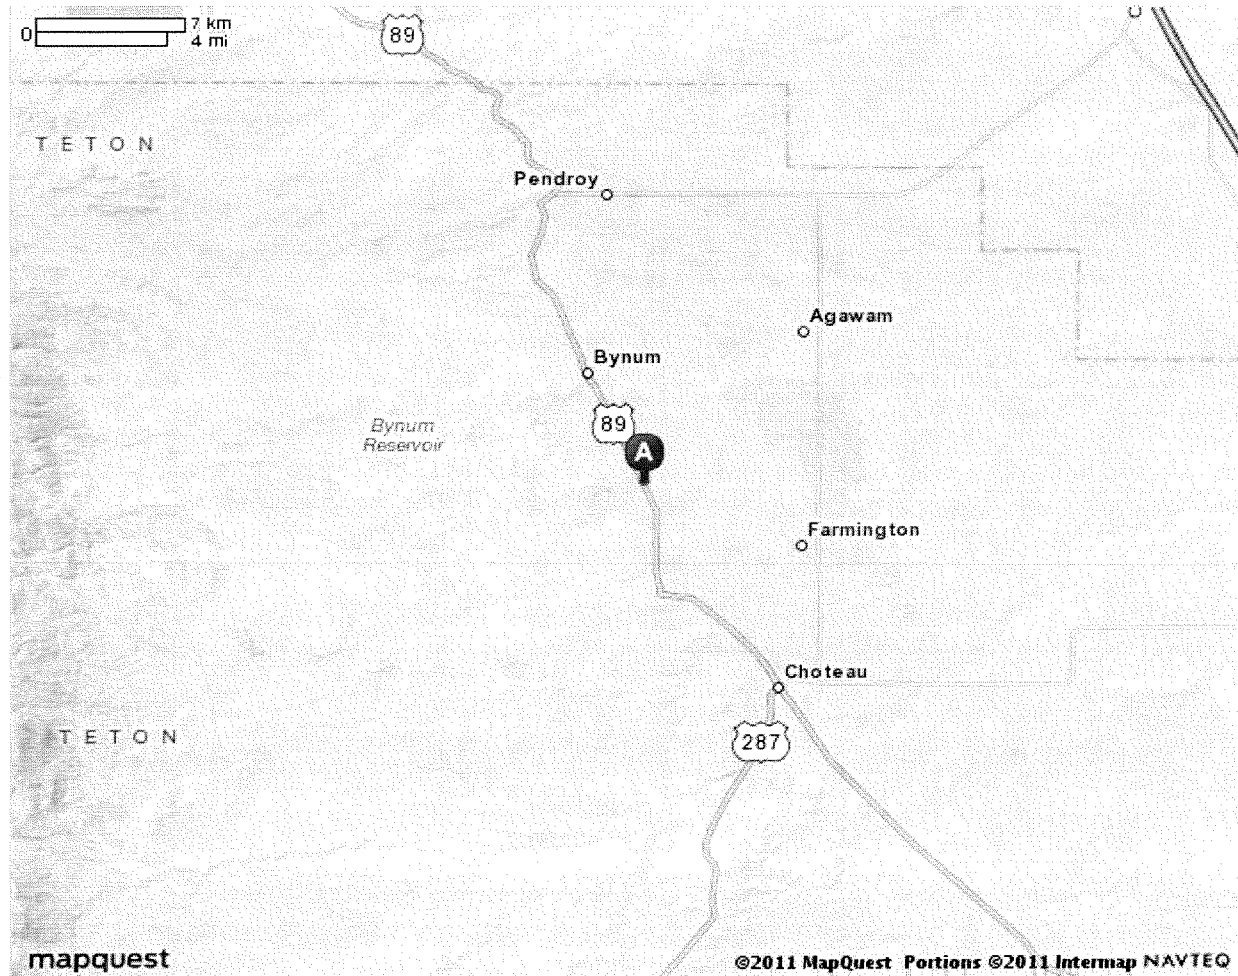 0 7 km
4 mi
89
TETON
Pendroy
Agawam
Bynum
Bynum
Reservoir
89
A
Farmington
Choteau
TETON
287
mapquest
©2011 MapQuest Portions ©2011 Intermap NAVTEQ